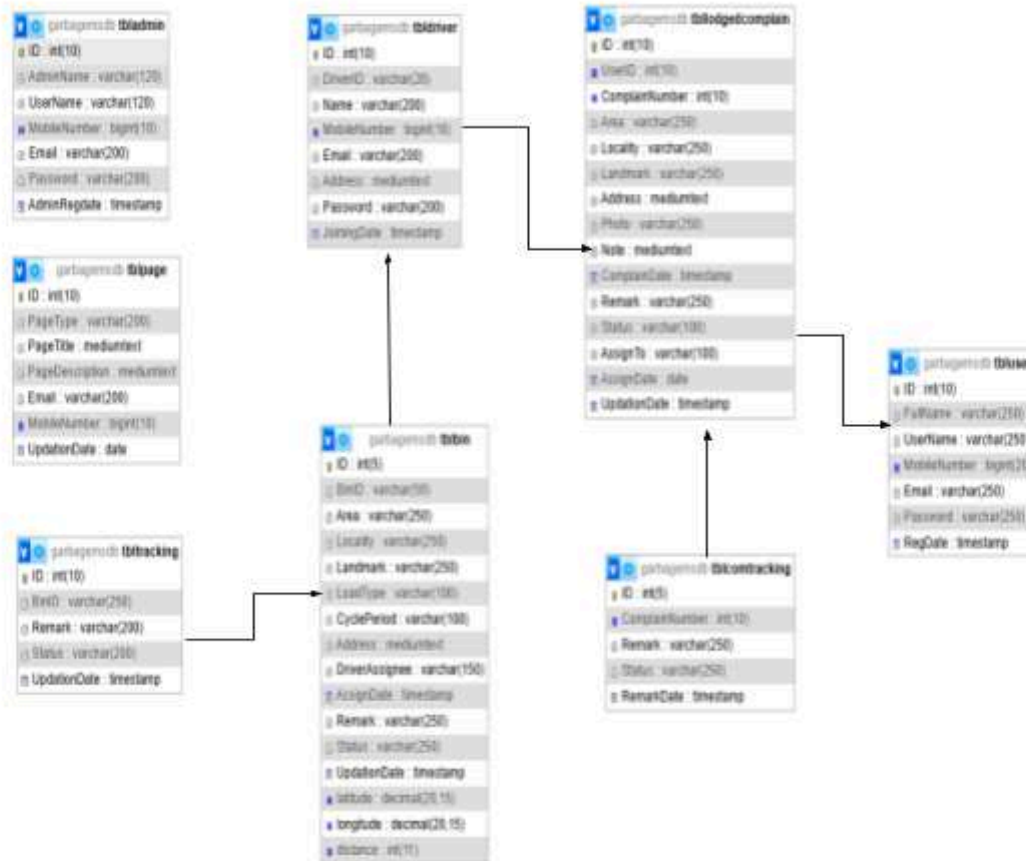 garbagemsdb tbladmin
ID : int(10)
AdminName : varchar(120)
UserName : varchar(120)
MobileNumber : bigint(10)
Email : varchar(200)
Password : varchar(200)
AdminRegdate : timestamp
garbagemsdb tblpage
ID : int(10)
PageType : varchar(200)
PageTitle : mediumtext
PageDescription : mediumtext
Email : varchar(200)
MobileNumber : bigint(10)
UpdationDate : date
garbagemsdb tbltracking
ID : int(10)
BinID : varchar(250)
Remark : varchar(200)
Status : varchar(200)
UpdationDate : timestamp
garbagemsdb tbldriver
ID : int(10)
DriverID : varchar(20)
Name : varchar(200)
MobileNumber : bigint(10)
Email : varchar(200)
Address : mediumtext
Password : varchar(200)
JoiningDate : timestamp
garbagemsdb tblbin
ID : int(5)
BinID : varchar(50)
Area : varchar(250)
Locality : varchar(250)
Landmark : varchar(250)
LoadType : varchar(100)
CyclePeriod : varchar(100)
Address : mediumtext
DriverAssignee : varchar(150)
AssignDate : timestamp
Remark : varchar(250)
Status : varchar(250)
UpdationDate : timestamp
latitude : decimal(20,15)
longitude : decimal(20,15)
distance : int(11)
garbagemsdb tbllodgedcomplain
ID : int(10)
UserID : int(10)
ComplainNumber : int(10)
Area : varchar(250)
Locality : varchar(250)
Landmark : varchar(250)
Address : mediumtext
Photo : varchar(250)
Note : mediumtext
ComplainDate : timestamp
Remark : varchar(250)
Status : varchar(100)
AssignTo : varchar(100)
AssignDate : date
UpdationDate : timestamp
garbagemsdb tblcomtracking
ID : int(5)
ComplainNumber : int(10)
Remark : varchar(250)
Status : varchar(250)
RemarkDate : timestamp
garbagemsdb tbluse
ID : int(10)
FullName : varchar(250)
UserName : varchar(250
MobileNumber : bigint(20
Email : varchar(250)
Password : varchar(250)
RegDate : timestamp